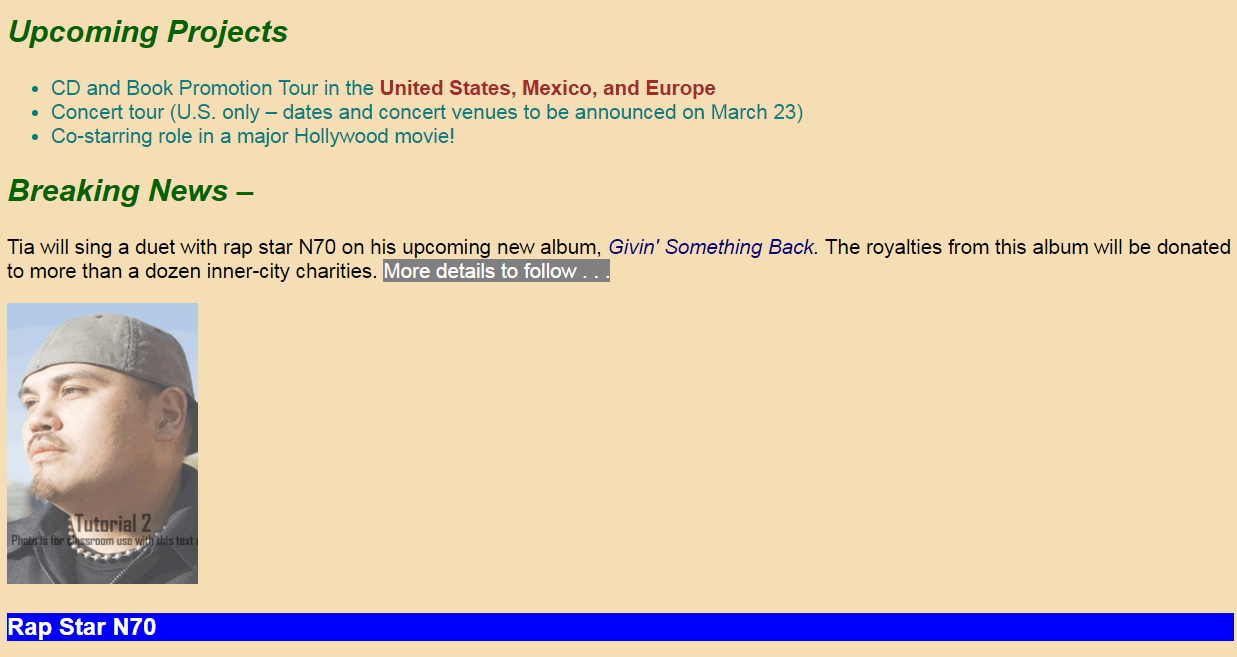 Upcoming Projects
• CD and Book Promotion Tour in the United States, Mexico, and Europe
• Concert tour (U.S. only – dates and concert venues to be announced on March 23)
• Co-starring role in a major Hollywood movie!
Breaking News –
Tia will sing a duet with rap star N70 on his upcoming new album, Givin' Something Back. The royalties from this album will be donated
to more than a dozen inner-city charities. More details to follow . . .
Tutorial 2
Photo is for classroom use with this text
Rap Star N70